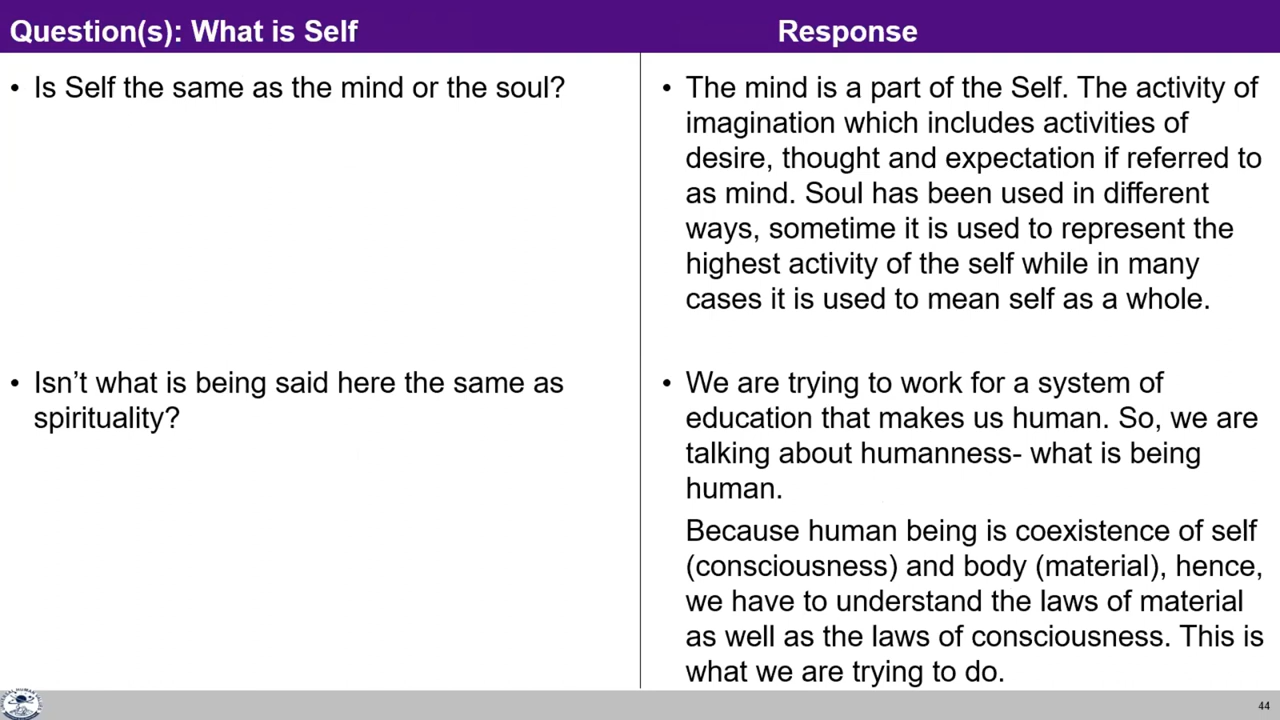 Question(s): What is Self
Response
• Is Self the same as the mind or the soul?
• The mind is a part of the Self. The activity of
imagination which includes activities of
desire, thought and expectation if referred to
as mind. Soul has been used in different
ways, sometime it is used to represent the
highest activity of the self while in many
cases it is used to mean self as a whole.
• Isn’t what is being said here the same as
spirituality?
• We are trying to work for a system of
education that makes us human. So, we are
talking about humanness- what is being
human.
Because human being is coexistence of self
(consciousness) and body (material), hence,
we have to understand the laws of material
as well as the laws of consciousness. This is
what we are trying to do.
44